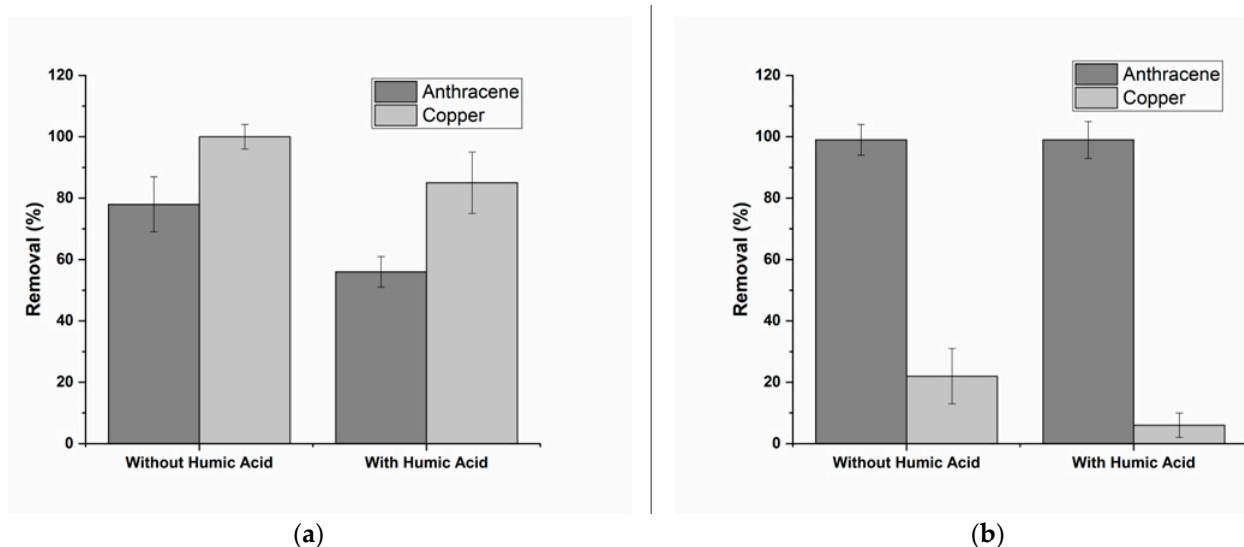 120
100
80
60
40
20
0
Removal (%)
Anthracene
Copper
Without Humic Acid
With Humic Acid
(a)
120
100
80
60
40
20
0
Removal (%)
Anthracene
Copper
Without Humic Acid
With Humic Acid
(b)